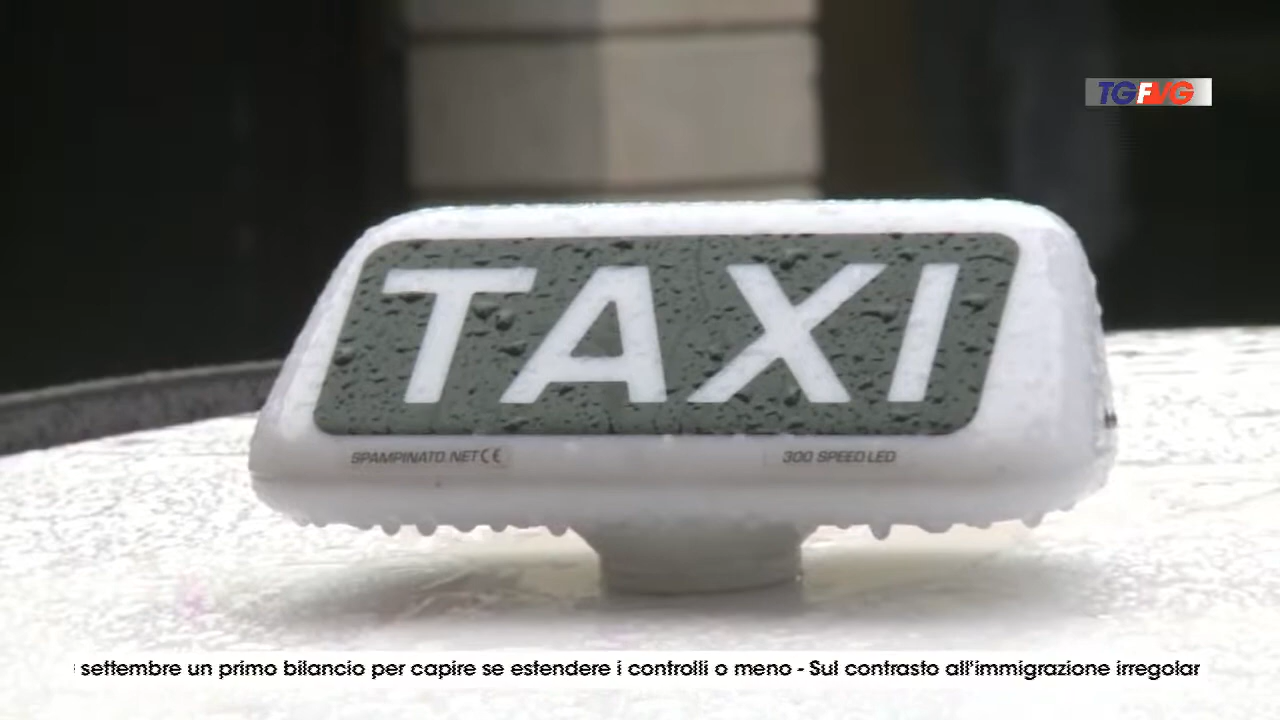 TGFVG
TAXI
SPAMPINATO.NET CE
300 SPEED LED
settembre un primo bilancio per capire se estendere i controlli o meno - Sul contrasto all'immigrazione irregolar